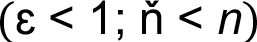 (ε < 1; ň < n)